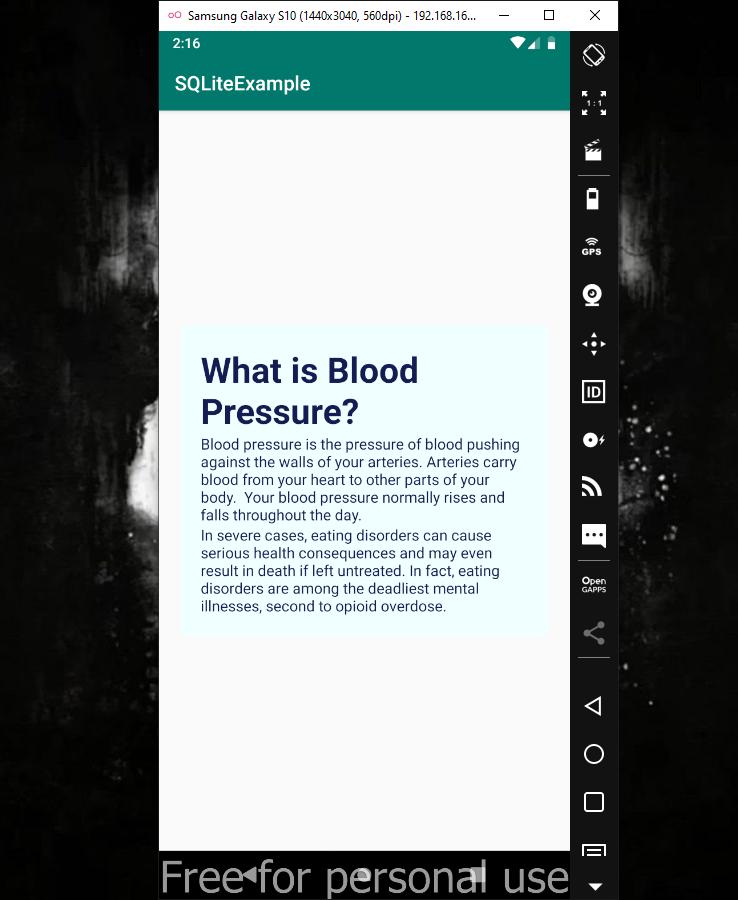 Samsung Galaxy S10 (1440x3040, 560dpi) - 192.168.16...
2:16
SQLiteExample
1:1
GPS
What is Blood
Pressure?
Blood pressure is the pressure of blood pushing
against the walls of your arteries. Arteries carry
blood from your heart to other parts of your
body.  Your blood pressure normally rises and
falls throughout the day.
In severe cases, eating disorders can cause
serious health consequences and may even
result in death if left untreated. In fact, eating
disorders are among the deadliest mental
illnesses, second to opioid overdose.
ID
Open
GAPPS
Free for personal use